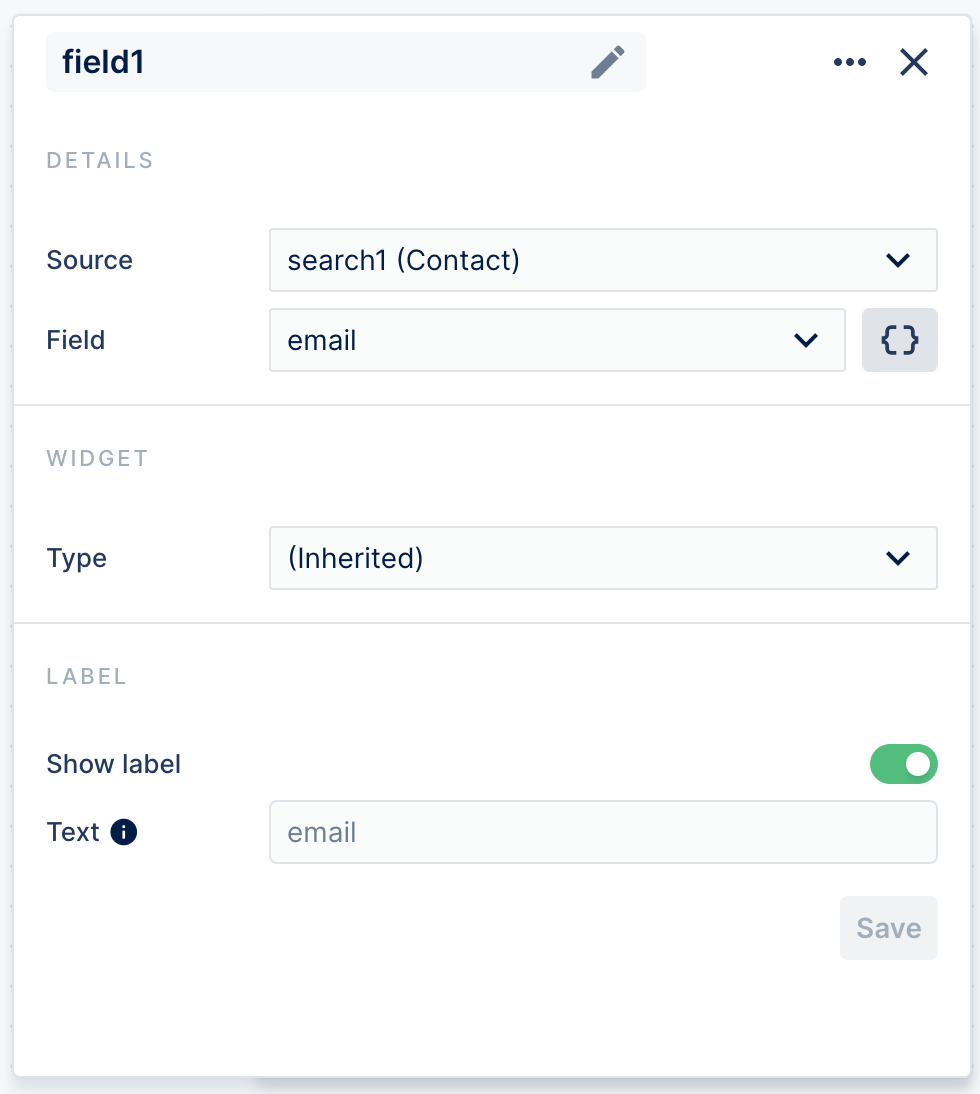 field1
DETAILS
Source
search1 (Contact)
Field
email
{}
WIDGET
Type
(Inherited)
LABEL
Show label
Text
email
Save